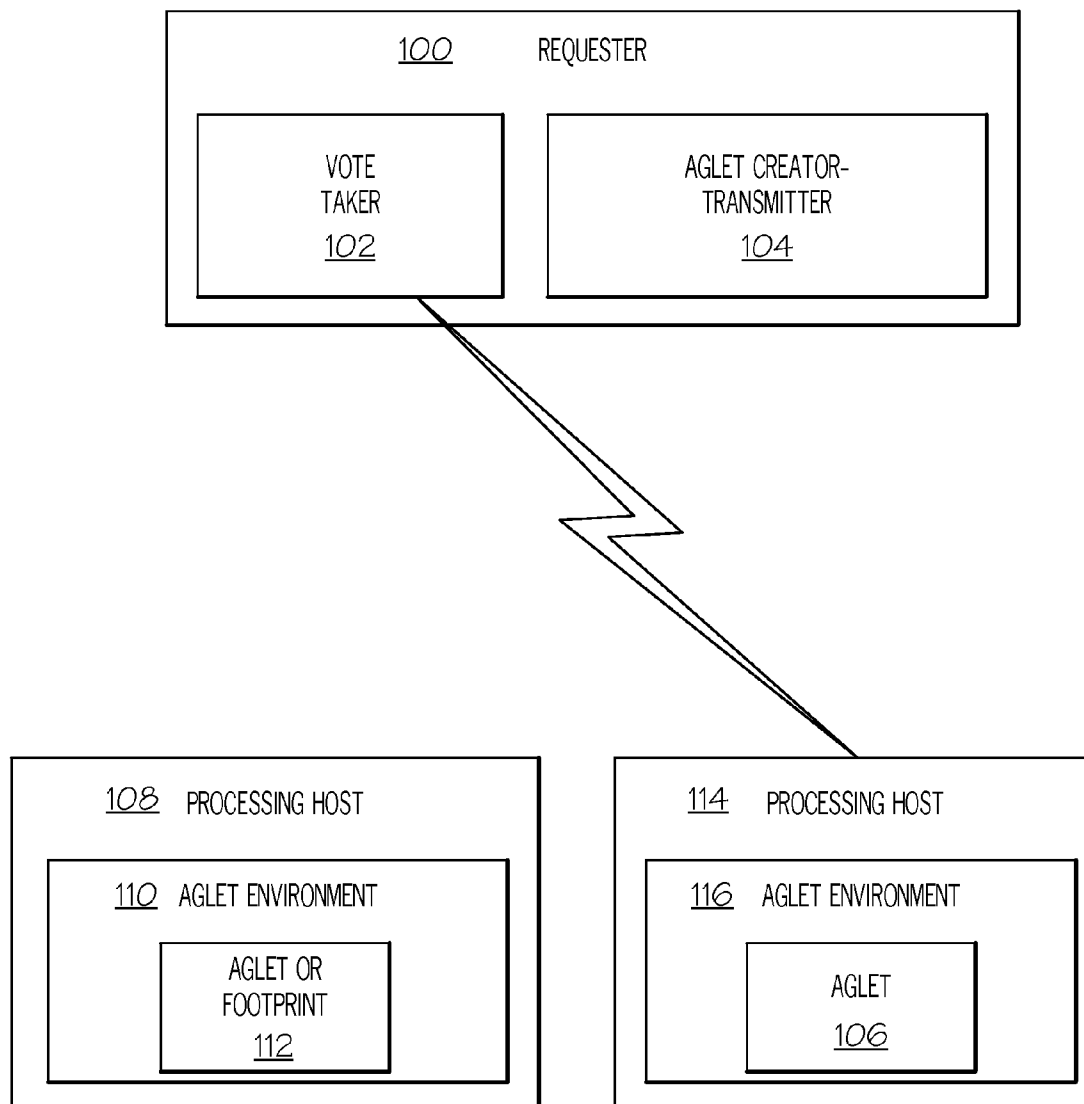 100 REQUESTER
VOTE
TAKER
102
AGLET CREATOR-
TRANSMITTER
104
108 PROCESSING HOST
110 AGLET ENVIRONMENT
AGLET OR
FOOTPRINT
112
114 PROCESSING HOST
116 AGLET ENVIRONMENT
AGLET
106